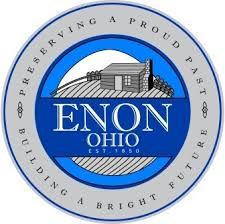 PRESERVING A PROUD PAST
ENON
OHIO
EST. 1850
BUILDING A BRIGHT FUTURE